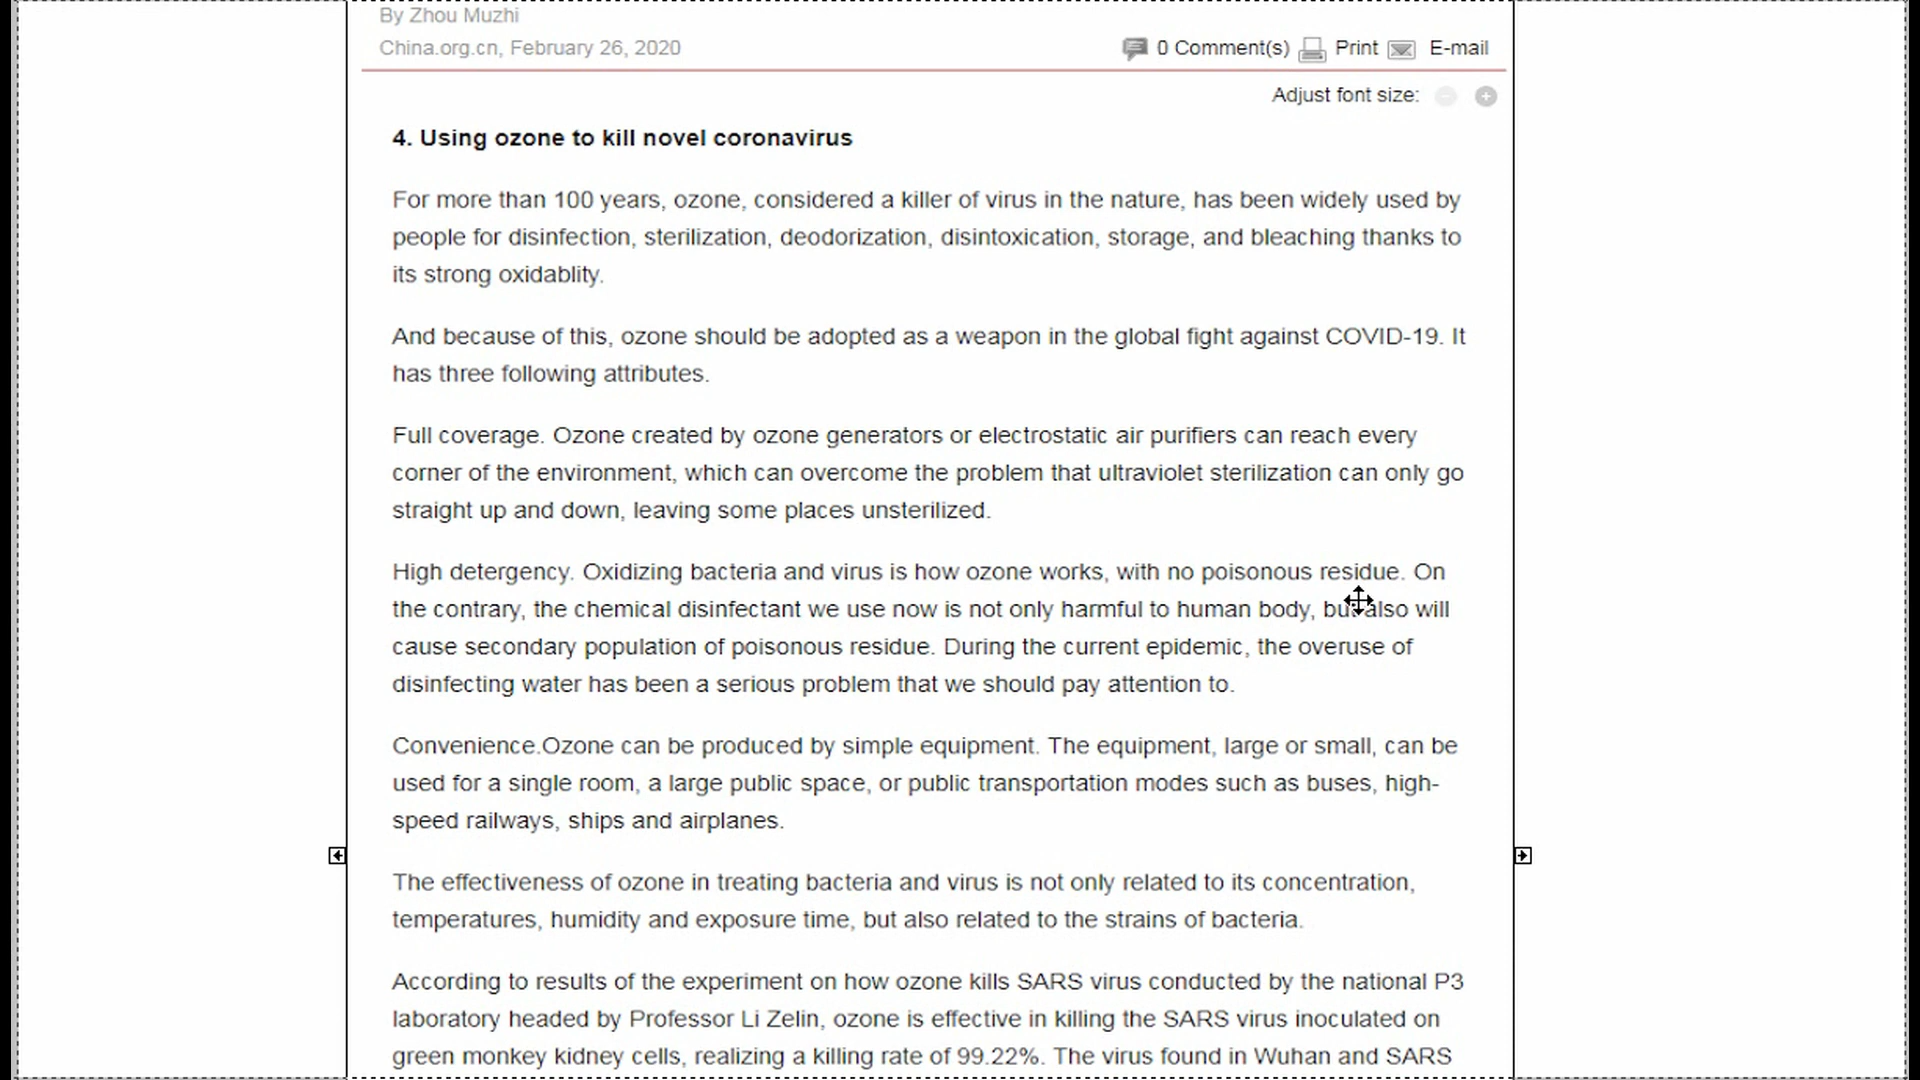 By Zhou Muzhi
China.org.cn, February 26, 2020
0 Comment(s) Print E-mail
Adjust font size:
4. Using ozone to kill novel coronavirus
For more than 100 years, ozone, considered a killer of virus in the nature, has been widely used by
people for disinfection, sterilization, deodorization, disintoxication, storage, and bleaching thanks to
its strong oxidablity.
And because of this, ozone should be adopted as a weapon in the global fight against COVID-19. It
has three following attributes.
Full coverage. Ozone created by ozone generators or electrostatic air purifiers can reach every
corner of the environment, which can overcome the problem that ultraviolet sterilization can only go
straight up and down, leaving some places unsterilized.
High detergency. Oxidizing bacteria and virus is how ozone works, with no poisonous residue. On
the contrary, the chemical disinfectant we use now is not only harmful to human body, but also will
cause secondary population of poisonous residue. During the current epidemic, the overuse of
disinfecting water has been a serious problem that we should pay attention to.
Convenience.Ozone can be produced by simple equipment. The equipment, large or small, can be
used for a single room, a large public space, or public transportation modes such as buses, high-
speed railways, ships and airplanes.
The effectiveness of ozone in treating bacteria and virus is not only related to its concentration,
temperatures, humidity and exposure time, but also related to the strains of bacteria.
According to results of the experiment on how ozone kills SARS virus conducted by the national P3
laboratory headed by Professor Li Zelin, ozone is effective in killing the SARS virus inoculated on
green monkey kidney cells, realizing a killing rate of 99.22%. The virus found in Wuhan and SARS